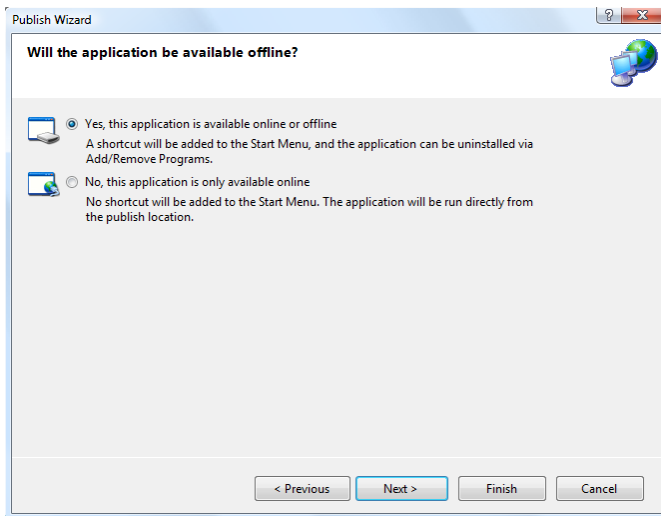 Publish Wizard
?
Will the application be available offline?
Yes, this application is available online or offline
A shortcut will be added to the Start Menu, and the application can be uninstalled via
Add/Remove Programs.
No, this application is only available online
No shortcut will be added to the Start Menu. The application will be run directly from
the publish location.
< Previous Next > Finish Cancel